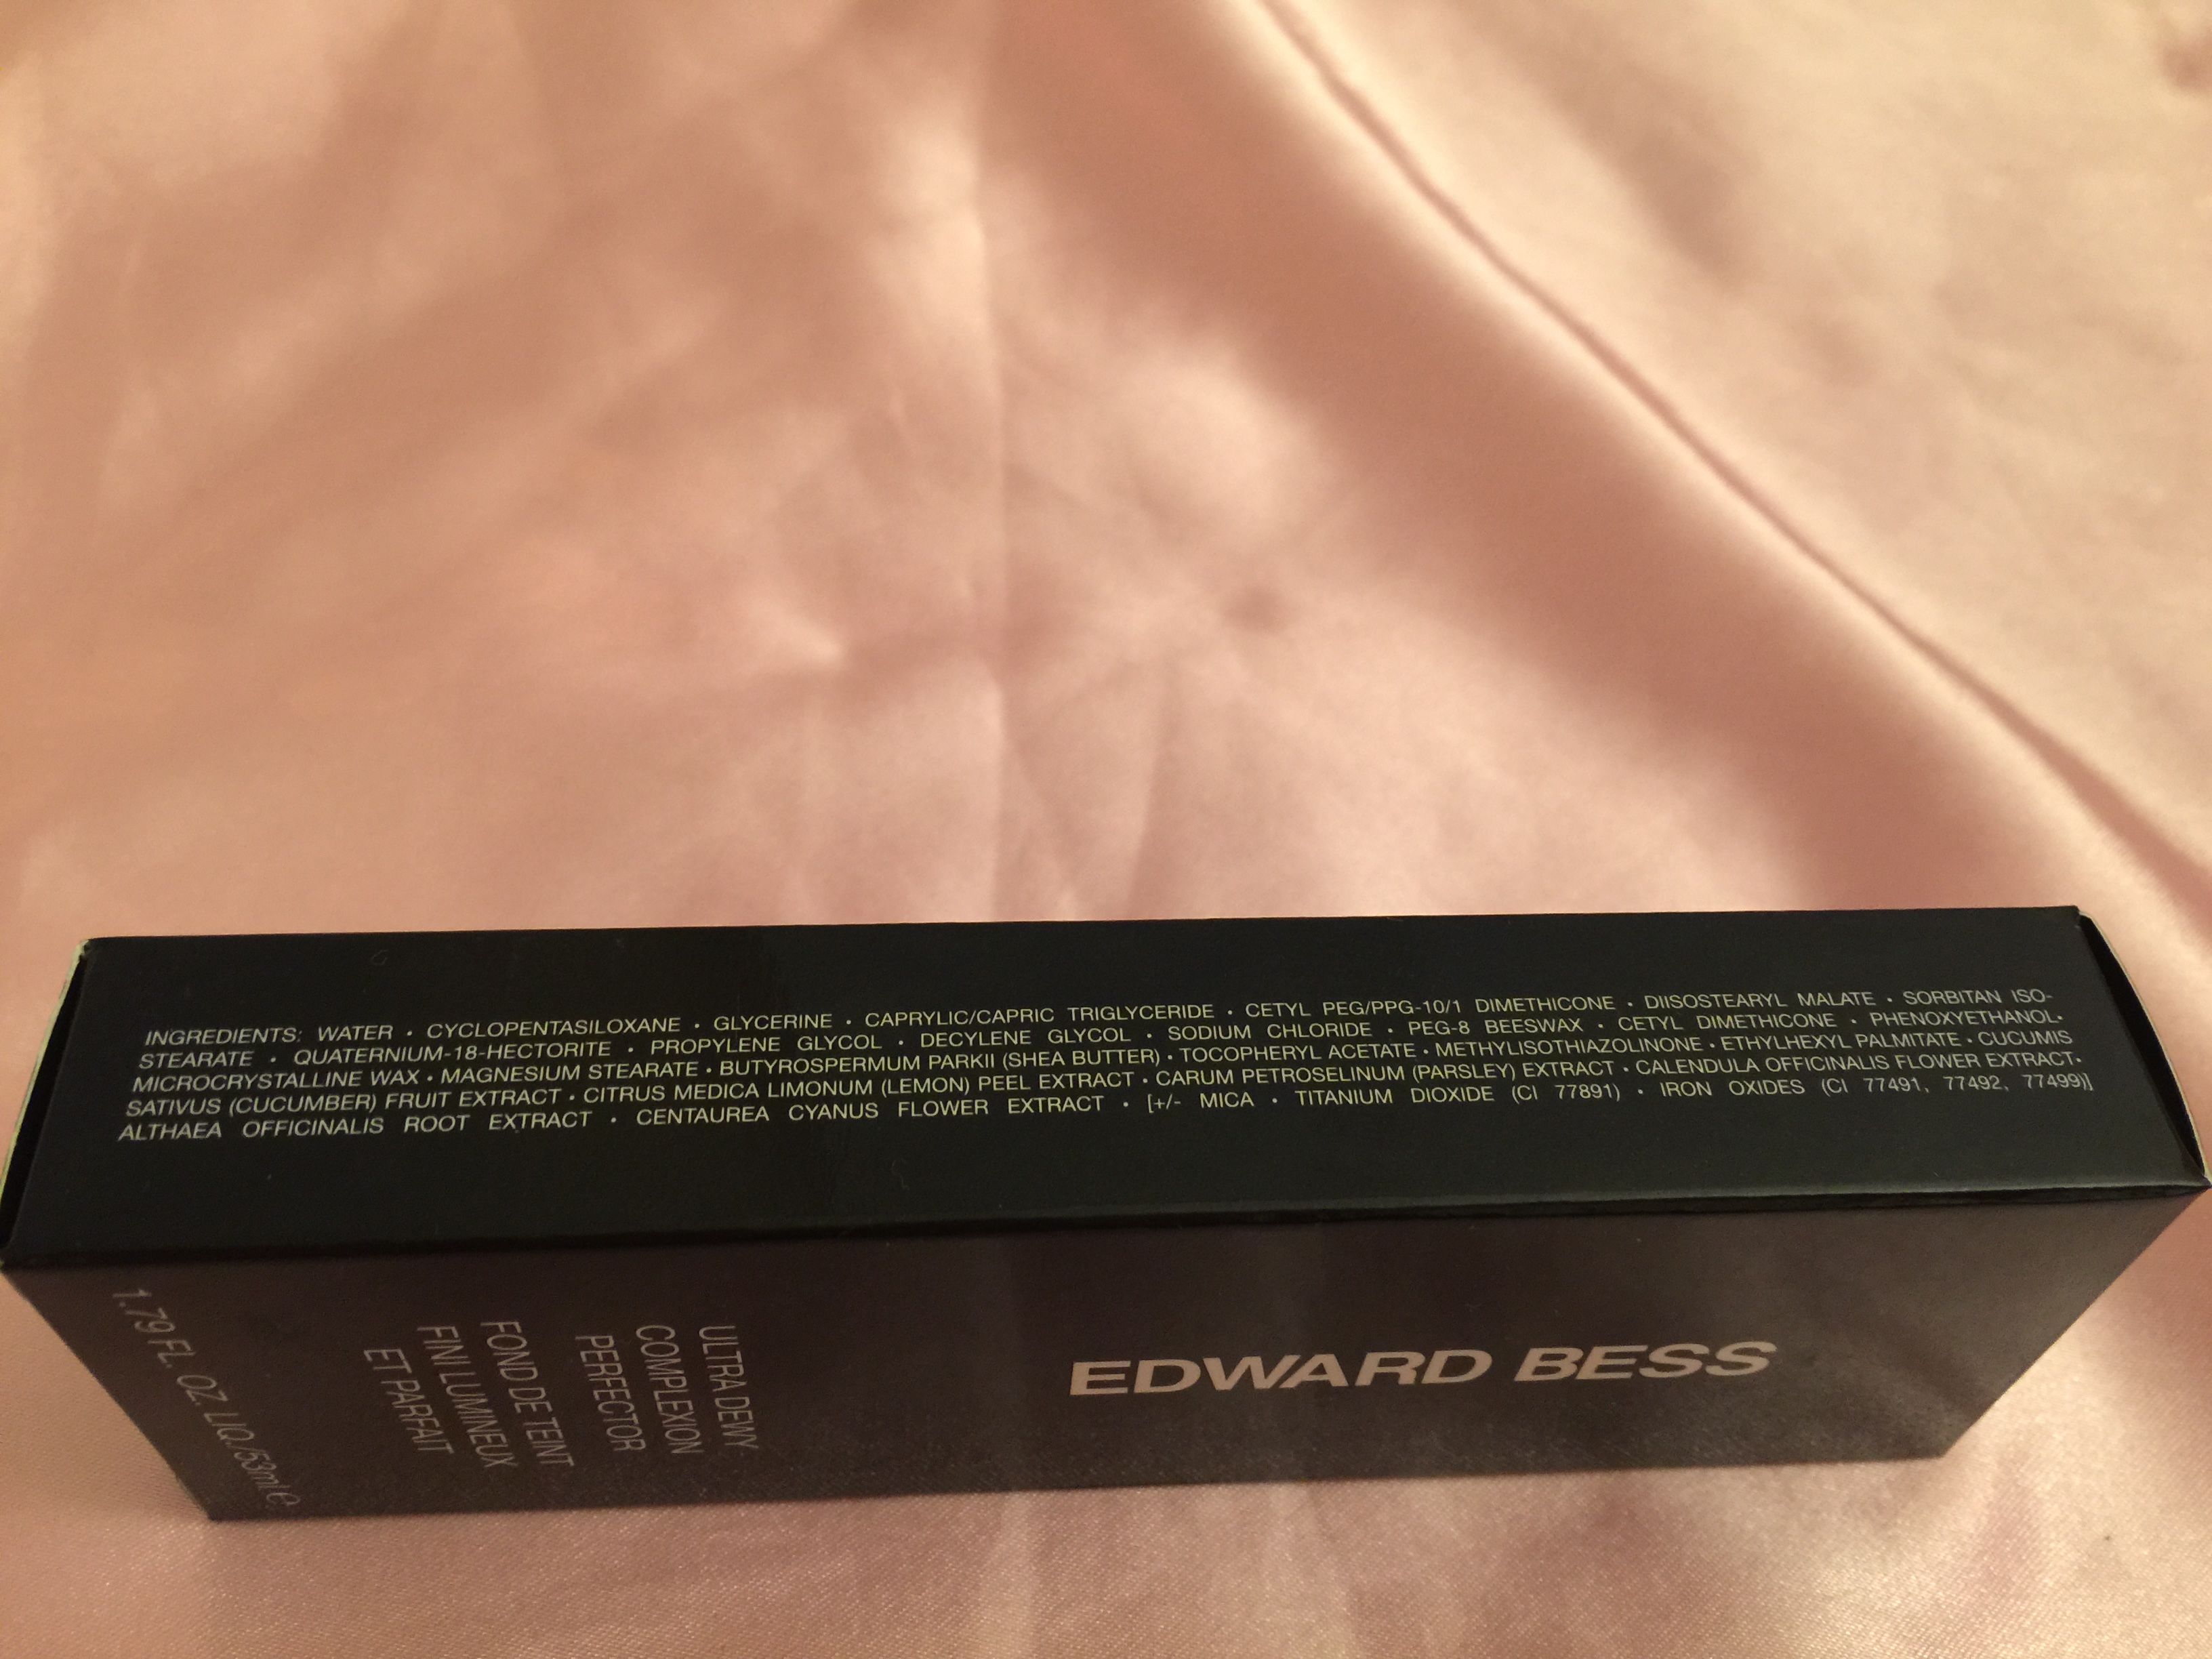 INGREDIENTS: WATER • CYCLOPENTASILOXANE • GLYCERINE • CAPRYLIC/CAPRIC TRIGLYCERIDE • CETYL PEG/PPG-10/1 DIMETHICONE • DIISOSTEARYL MALATE • SORBITAN ISO-
STEARATE • QUATERNIUM-18-HECTORITE • PROPYLENE GLYCOL • DECYLENE GLYCOL • SODIUM CHLORIDE • PEG-8 BEESWAX • CETYL DIMETHICONE • PHENOXYETHANOL•
MICROCRYSTALLINE WAX • MAGNESIUM STEARATE • BUTYROSPERMUM PARKII (SHEA BUTTER) • TOCOPHERYL ACETATE • METHYLISOTHIAZOLINONE • ETHYLHEXYL PALMITATE • CUCUMIS
SATIVUS (CUCUMBER) FRUIT EXTRACT • CITRUS MEDICA LIMONUM (LEMON) PEEL EXTRACT • CARUM PETROSELINUM (PARSLEY) EXTRACT • CALENDULA OFFICINALIS FLOWER EXTRACT•
ALTHAEA OFFICINALIS ROOT EXTRACT • CENTAUREA CYANUS FLOWER EXTRACT • [+/- MICA • TITANIUM DIOXIDE (CI 77891) • IRON OXIDES (CI 77491, 77492, 77499)]
EDWARD BESS
ULTRA DEWY
COMPLEXION
PERFECTOR
FOND DE TEINT
FINI LUMINEUX
ET PARFAIT
1.79 FL. OZ. LIQ./53ml ℮